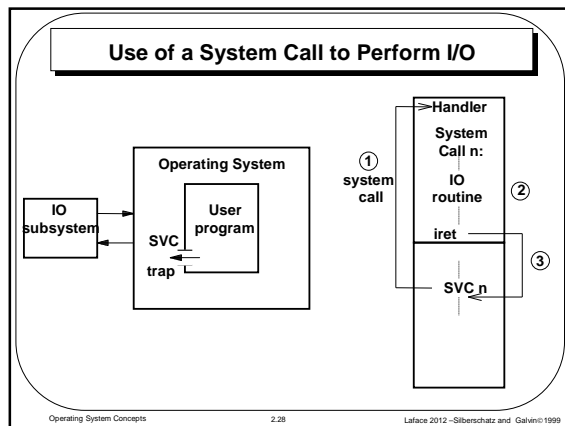 Use of a System Call to Perform I/O
IO
subsystem
Operating System
User
program
SVC
trap
1
system
call
Handler
System
Call n:
IO
routine
iret
2
SVC n
3
Operating System Concepts
2.28
Laface 2012 –Silberschatz and Galvin©1999